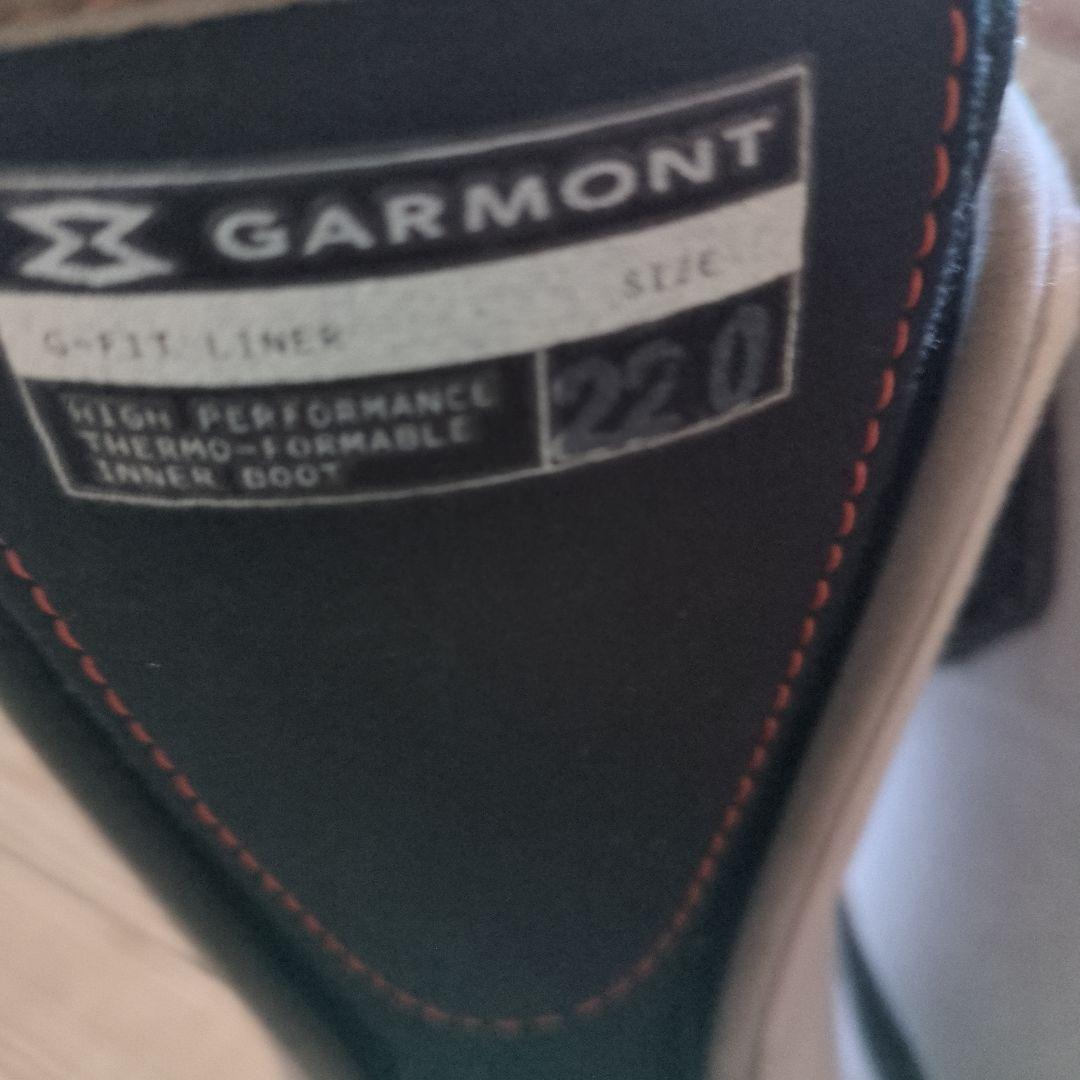 GARMONT
G-FIT LINER
SIZE
HIGH PERFORMANCE
THERMO-FORMABLE
INNER BOOT
22 0